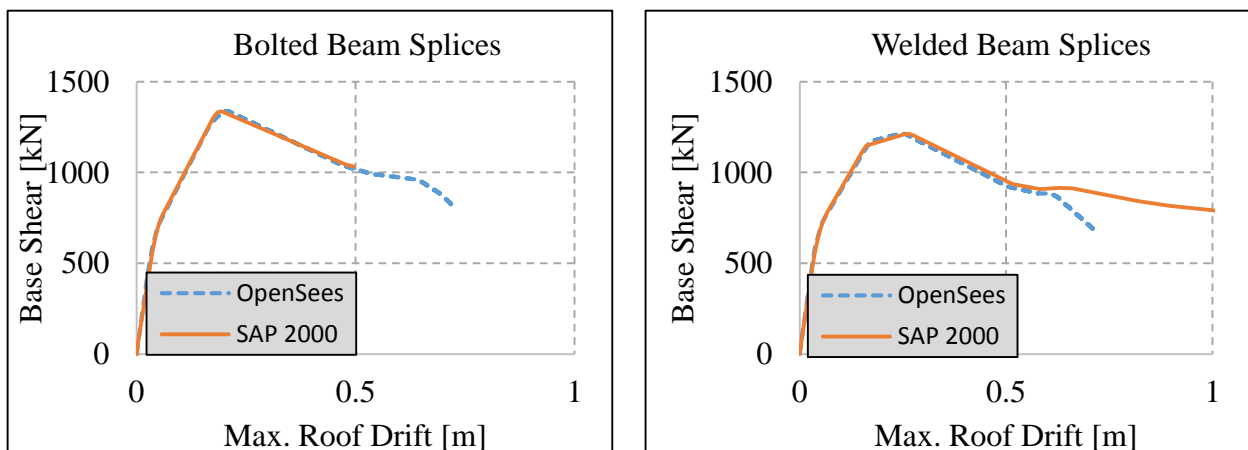 Bolted Beam Splices
1500
1000
500
0
Base Shear [kN]
OpenSees
SAP 2000
0 0.5 1
Max. Roof Drift [m]
Welded Beam Splices
1500
1000
500
0
Base Shear [kN]
OpenSees
SAP 2000
0 0.5 1
Max. Roof Drift [m]